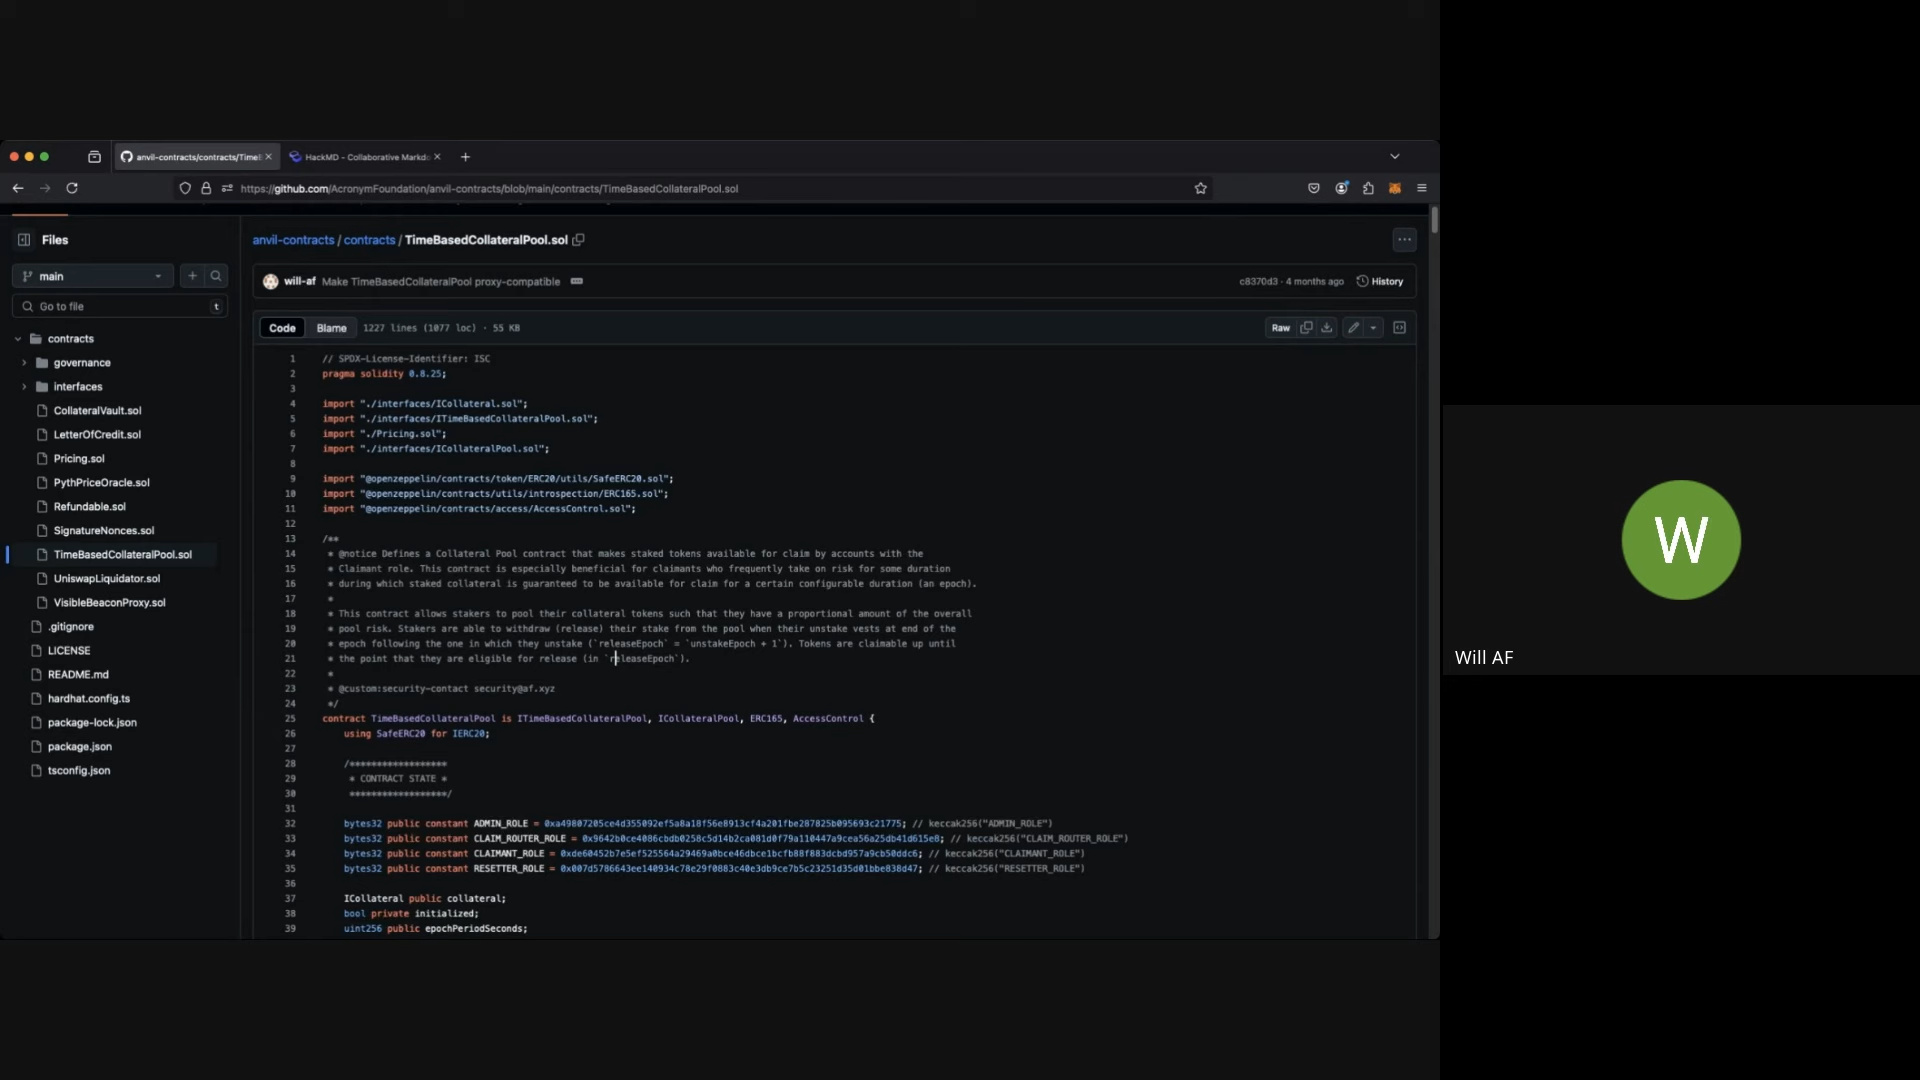 anvil-contracts/contracts/TimeB
HackMD - Collaborative Markdo
https://github.com/AcronymFoundation/anvil-contracts/blob/main/contracts/TimeBasedCollateralPool.sol
Files
main
Go to file
t
contracts
governance
interfaces
CollateralVault.sol
LetterOfCredit.sol
Pricing.sol
PythPriceOracle.sol
Refundable.sol
SignatureNonces.sol
TimeBasedCollateralPool.sol
UniswapLiquidator.sol
VisibleBeaconProxy.sol
.gitignore
LICENSE
README.md
hardhat.config.ts
package-lock.json
package.json
tsconfig.json
anvil-contracts / contracts / TimeBasedCollateralPool.sol
will-af Make TimeBasedCollateralPool proxy-compatible
c8370d3 · 4 months ago History
Code Blame 1227 lines (1077 loc) · 55 KB
Raw
1 // SPDX-License-Identifier: ISC
2 pragma solidity 0.8.25;
3
4 import "./interfaces/ICollateral.sol";
5 import "./interfaces/ITimeBasedCollateralPool.sol";
6 import "./Pricing.sol";
7 import "./interfaces/ICollateralPool.sol";
8
9 import "@openzeppelin/contracts/token/ERC20/utils/SafeERC20.sol";
10 import "@openzeppelin/contracts/utils/introspection/ERC165.sol";
11 import "@openzeppelin/contracts/access/AccessControl.sol";
12
13 /**
14 * @notice Defines a Collateral Pool contract that makes staked tokens available for claim by accounts with the
15 * Claimant role. This contract is especially beneficial for claimants who frequently take on risk for some duration
16 * during which staked collateral is guaranteed to be available for claim for a certain configurable duration (an epoch).
17 *
18 * This contract allows stakers to pool their collateral tokens such that they have a proportional amount of the overall
19 * pool risk. Stakers are able to withdraw (release) their stake from the pool when their unstake vests at end of the
20 * epoch following the one in which they unstake (`releaseEpoch` = `unstakeEpoch + 1`). Tokens are claimable up until
21 * the point that they are eligible for release (in `releaseEpoch`).
22 *
23 * @custom:security-contact security@af.xyz
24 */
25 contract TimeBasedCollateralPool is ITimeBasedCollateralPool, ICollateralPool, ERC165, AccessControl {
26 using SafeERC20 for IERC20;
27
28 /******************
29 * CONTRACT STATE *
30 ******************/
31
32 bytes32 public constant ADMIN_ROLE = 0xa49807205ce4d355092ef5a8a18f56e8913cf4a201fbe287825b095693c21775; // keccak256("ADMIN_ROLE")
33 bytes32 public constant CLAIM_ROUTER_ROLE = 0x9642b0ce4086cbdb0258c5d14b2ca081d0f79a110447a9cea56a25db41d615e8; // keccak256("CLAIM_ROUTER_ROLE")
34 bytes32 public constant CLAIMANT_ROLE = 0xde60452b7e5ef525564a29469a0bce46dbce1bcfb88f883dcbd957a9cb50ddc6; // keccak256("CLAIMANT_ROLE")
35 bytes32 public constant RESETTER_ROLE = 0x007d5786643ee140934c78e29f0883c40e3db9ce7b5c23251d35d01bbe838d47; // keccak256("RESETTER_ROLE")
36
37 ICollateral public collateral;
38 bool private initialized;
39 uint256 public epochPeriodSeconds;
W
Will AF